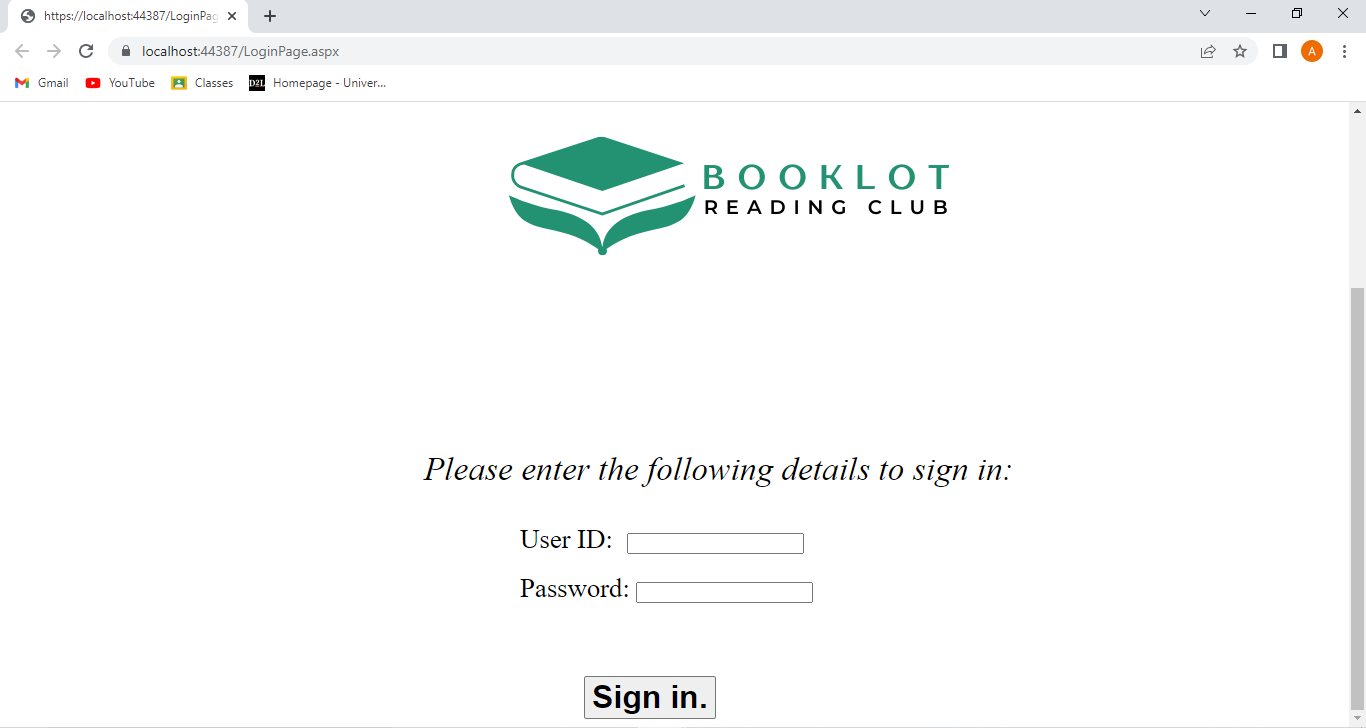 https://localhost:44387/LoginPag
localhost:44387/LoginPage.aspx
A
Gmail YouTube Classes D2L Homepage - Univer...
BOOKLOT
READING CLUB
Please enter the following details to sign in:
User ID:
Password:
Sign in.